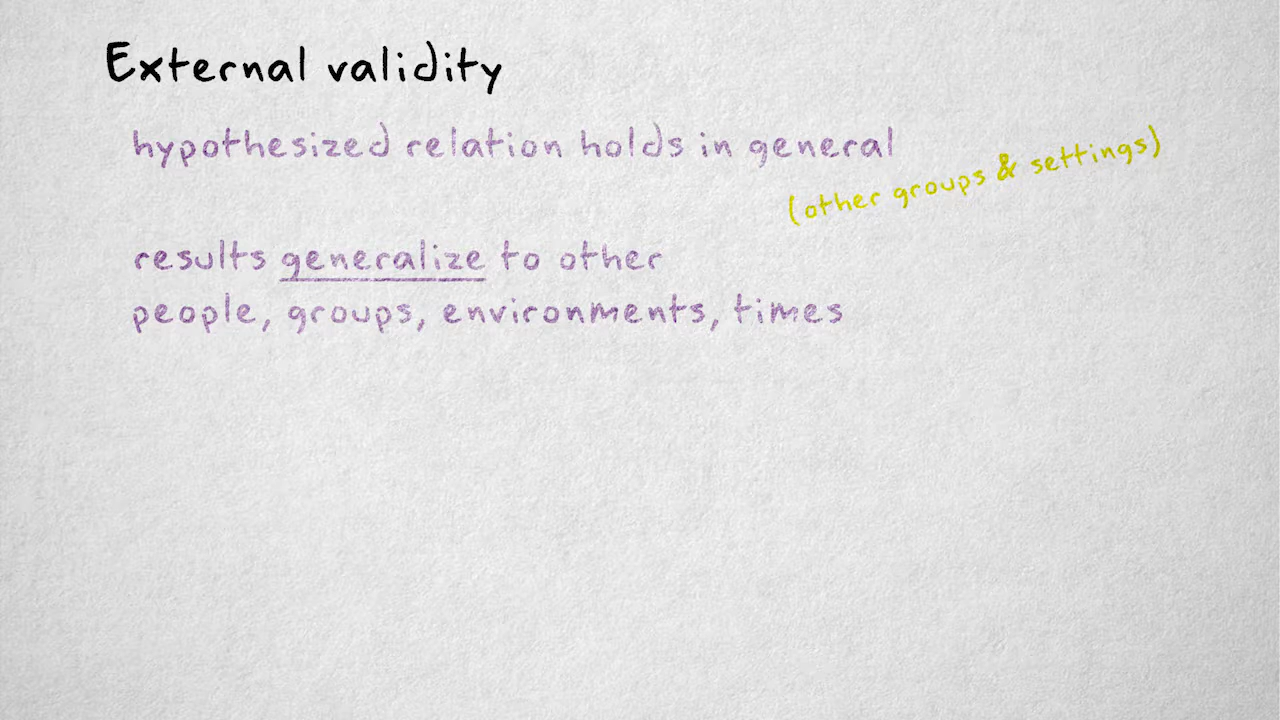 External validity
hypothesized relation holds in general
(other groups & settings)
results generalize to other
people, groups, environments, times